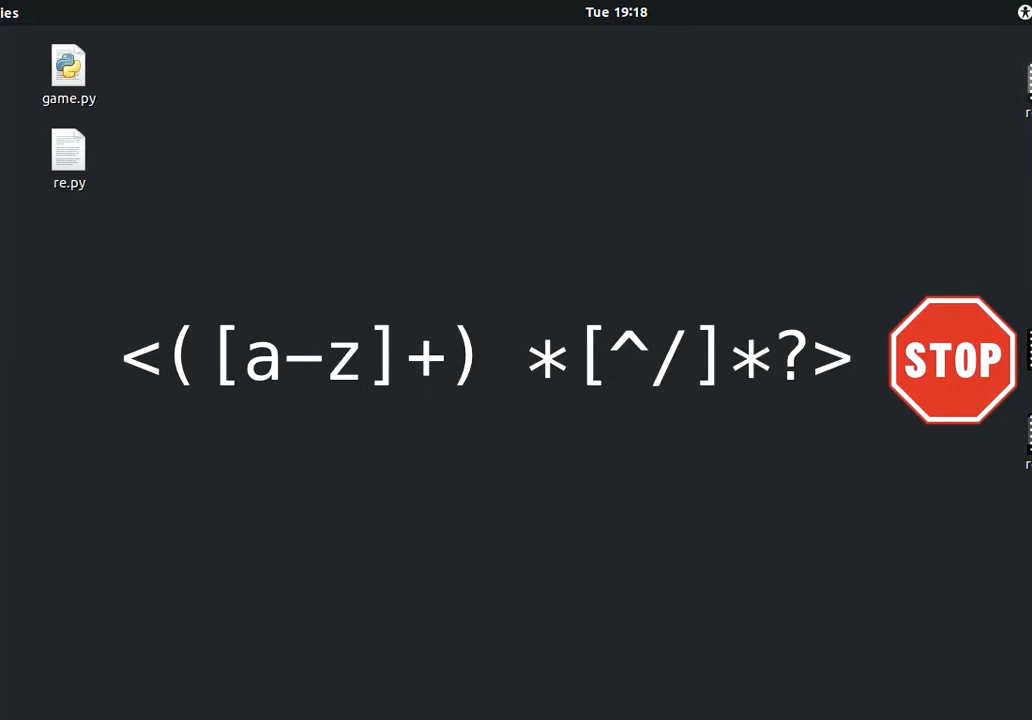 ies
Tue 19:18
game.py
re.py
<([a-z]+) *[^/]*?>
STOP
r
r